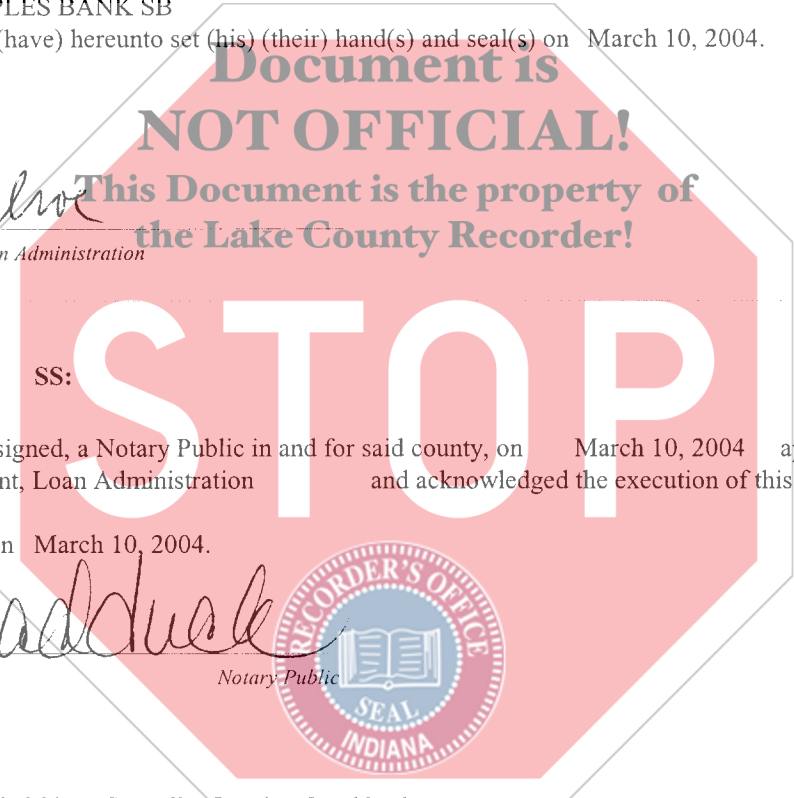 PLES BANK SB
(have) hereunto set (his) (their) hand(s) and seal(s) on March 10, 2004.
Document is
NOT OFFICIAL!
This Document is the property of
the Lake County Recorder!
n Administration
STOP
SS:
signed, a Notary Public in and for said county, on March 10, 2004
nt, Loan Administration and acknowledged the execution of this
n March 10, 2004.
Notary Public
RECORDER'S OFFICE
SEAL
INDIANA